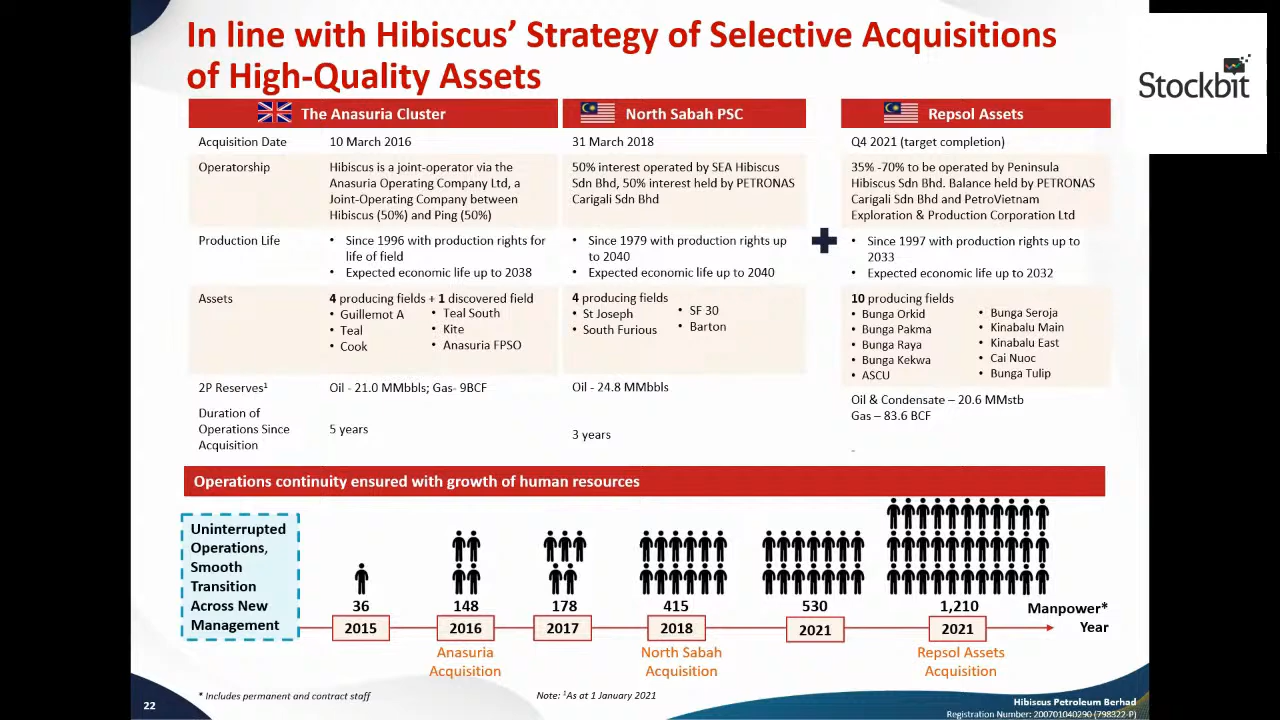 In line with Hibiscus’ Strategy of Selective Acquisitions
of High-Quality Assets
Stockbit
The Anasuria Cluster
North Sabah PSC
Repsol Assets
Acquisition Date
10 March 2016
31 March 2018
Q4 2021 (target completion)
Operatorship
Hibiscus is a joint-operator via the
Anasuria Operating Company Ltd, a
Joint-Operating Company between
Hibiscus (50%) and Ping (50%)
50% interest operated by SEA Hibiscus
Sdn Bhd, 50% interest held by PETRONAS
Carigali Sdn Bhd
35% -70% to be operated by Peninsula
Hibiscus Sdn Bhd. Balance held by PETRONAS
Carigali Sdn Bhd and PetroVietnam
Exploration & Production Corporation Ltd
Production Life
• Since 1996 with production rights for
life of field
• Expected economic life up to 2038
• Since 1979 with production rights up
to 2040
• Expected economic life up to 2040
• Since 1997 with production rights up to
2033
• Expected economic life up to 2032
Assets
4 producing fields + 1 discovered field
• Guillemot A
• Teal
• Cook
• Teal South
• Kite
• Anasuria FPSO
4 producing fields
• St Joseph
• South Furious
• SF 30
• Barton
10 producing fields
• Bunga Orkid
• Bunga Pakma
• Bunga Raya
• Bunga Kekwa
• ASCU
• Bunga Seroja
• Kinabalu Main
• Kinabalu East
• Cai Nuoc
• Bunga Tulip
2P Reserves¹
Oil - 21.0 MMbbls; Gas- 9BCF
Oil - 24.8 MMbbls
Oil & Condensate – 20.6 MMstb
Gas – 83.6 BCF
Duration of
Operations Since
Acquisition
5 years
3 years
-
Operations continuity ensured with growth of human resources
Uninterrupted
Operations,
Smooth
Transition
Across New
Management
36
148
178
415
530
1,210
Manpower*
2015
2016
2017
2018
2021
2021
Year
Anasuria
Acquisition
North Sabah
Acquisition
Repsol Assets
Acquisition
* Includes permanent and contract staff
Note: ¹As at 1 January 2021
22
Hibiscus Petroleum Berhad
Registration Number: 200701040290 (798322-P)